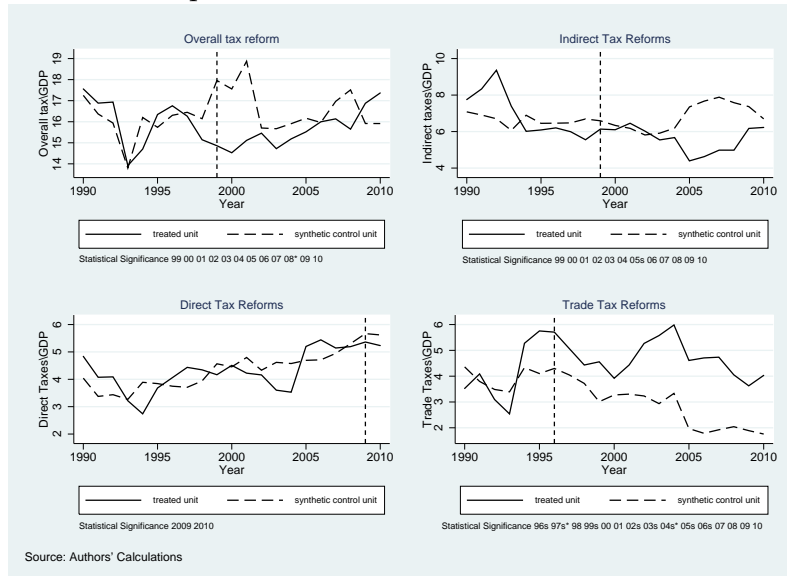 Overall tax reform
Overall tax\GDP
19
18
17
16
15
14
1990 1995 2000 2005 2010
Year
treated unit synthetic control unit
Statistical Significance 99 00 01 02 03 04 05 06 07 08* 09 10
Indirect Tax Reforms
Indirect taxes\GDP
10
8
6
4
1990 1995 2000 2005 2010
Year
treated unit synthetic control unit
Statistical Significance 99 00 01 02 03 04 05s 06 07 08 09 10
Direct Tax Reforms
Direct Taxes\GDP
6
5
4
3
2
1990 1995 2000 2005 2010
Year
treated unit synthetic control unit
Statistical Significance 2009 2010
Trade Tax Reforms
Trade Taxes\GDP
6
5
4
3
2
1990 1995 2000 2005 2010
Year
treated unit synthetic control unit
Statistical Significance 96s 97s* 98 99s 00 01 02s 03s 04s* 05s 06s 07 08 09 10
Source: Authors' Calculations